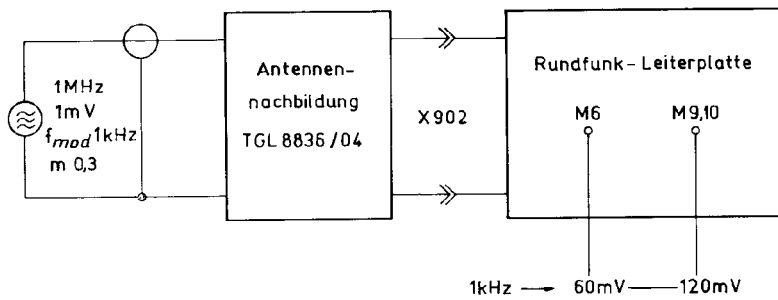 1MHz
1mV
fmod 1kHz
m 0,3
Antennen-
nachbildung
TGL 8836/04
X902
Rundfunk-Leiterplatte
M6
M9,10
1kHz
60mV
120mV